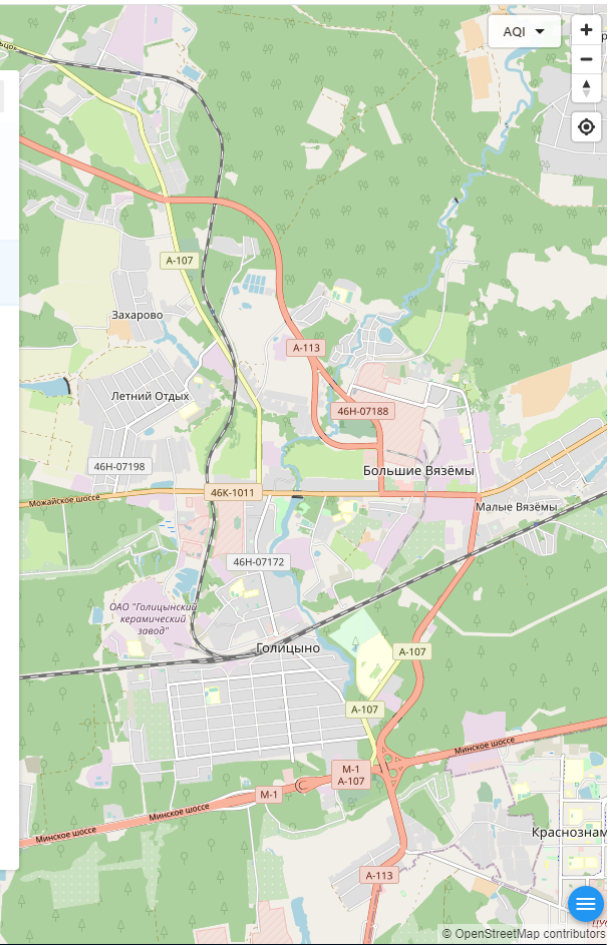 AQI
А-107
Захарово
А-113
Летний Отдых
46Н-07188
46Н-07198
Большие Вязёмы
46К-1011
Можайское шоссе
Малые Вязёмы
46Н-07172
ОАО "Голицынский
керамический
завод"
Голицыно
А-107
А-107
Минское шоссе
М-1
А-107
М-1
Минское шоссе
Минское шоссе
Краснознам
А-113
© OpenStreetMap contributors